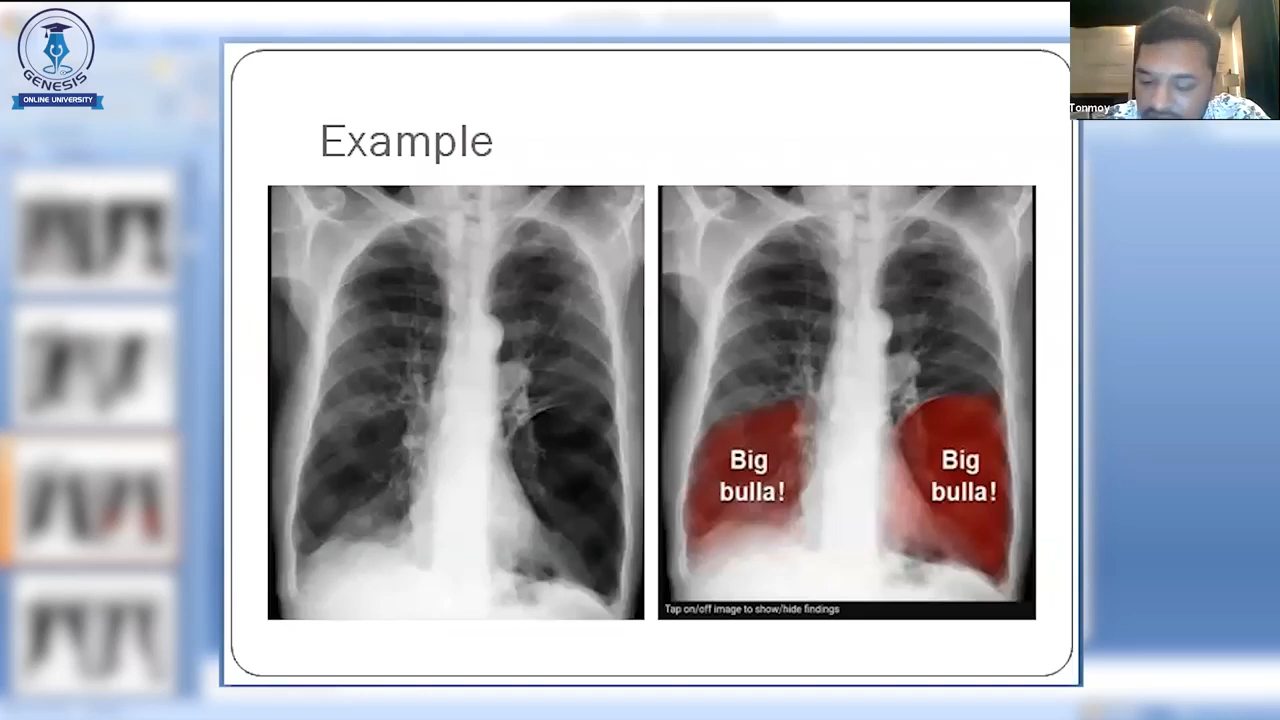 GENESIS
ONLINE UNIVERSITY
Tonmoy
Example
Big
bulla!
Big
bulla!
Tap on/off image to show/hide findings